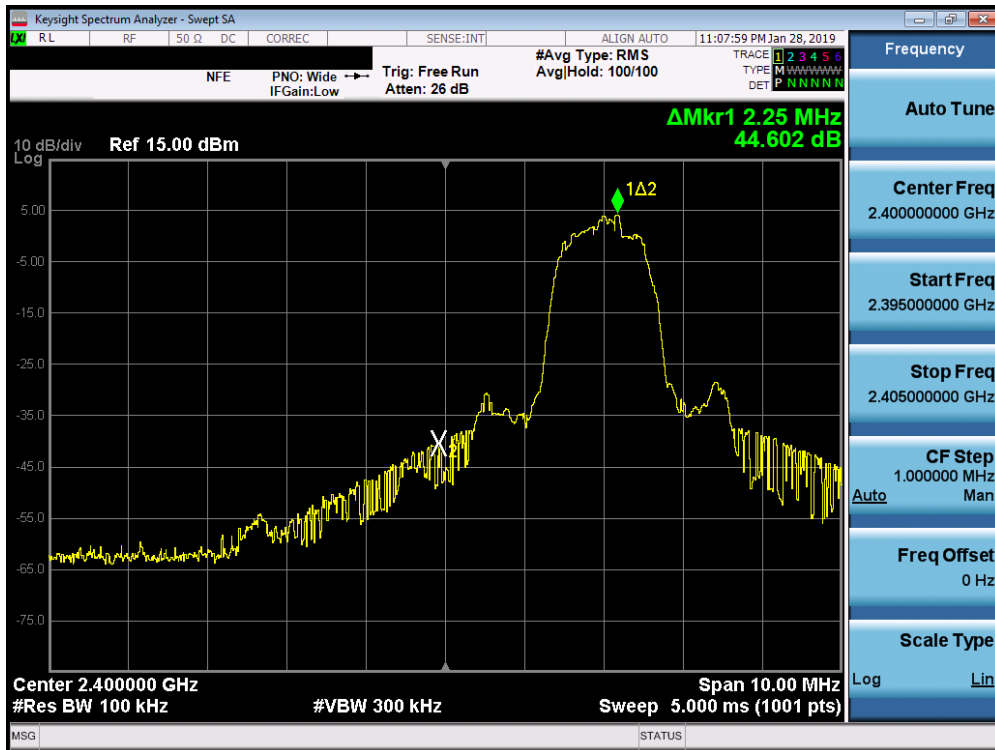 Keysight Spectrum Analyzer - Swept SA
LXI RL RF 50 Ω DC CORREC SENSE:INT ALIGN AUTO 11:07:59 PM Jan 28, 2019
NFE PNO: Wide Trig: Free Run #Avg Type: RMS TRACE 1 2 3 4 5 6
IFGain:Low Atten: 26 dB Avg|Hold: 100/100 TYPE M WWWWW
DET P N N N N N
ΔMkr1 2.25 MHz
44.602 dB
10 dB/div Ref 15.00 dBm
Log
1Δ2
5.00
-5.00
-15.0
-25.0
-35.0
2
-45.0
-55.0
-65.0
-75.0
Center 2.400000 GHz Span 10.00 MHz
#Res BW 100 kHz #VBW 300 kHz Sweep 5.000 ms (1001 pts)
MSG STATUS
Frequency
Auto Tune
Center Freq
2.400000000 GHz
Start Freq
2.395000000 GHz
Stop Freq
2.405000000 GHz
CF Step
1.000000 MHz
Auto Man
Freq Offset
0 Hz
Scale Type
Log Lin